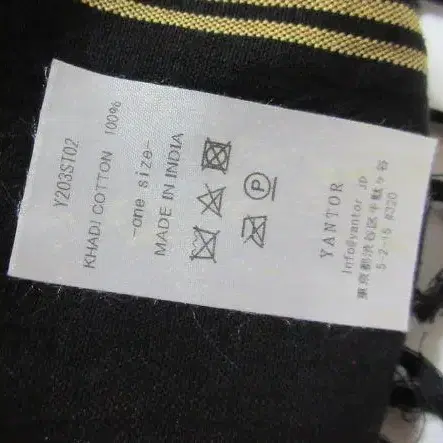 Y203ST02
KHADI COTTON 100%
-one size-
MADE IN INDIA
P
YANTOR
info@yantor.jp
東京都渋谷区千駄ヶ谷
5-2-15 #320